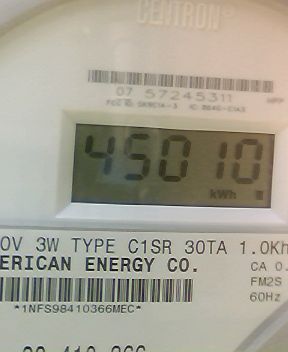 CENTRON
07 57245311
45010
kWh
0V 3W TYPE C1SR 30TA 1.0Kh
ERICAN ENERGY CO.
CA 0.
FM2S
*1NFS98410366MEC*
60Hz